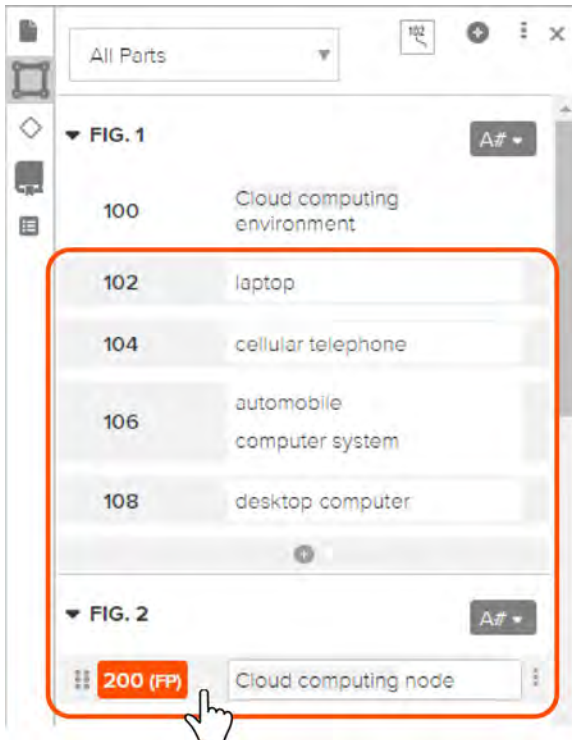 All Parts
102
FIG. 1
A#
100
Cloud computing
environment
102
laptop
104
cellular telephone
106
automobile
computer system
108
desktop computer
FIG. 2
A#
200 (FP)
Cloud computing node